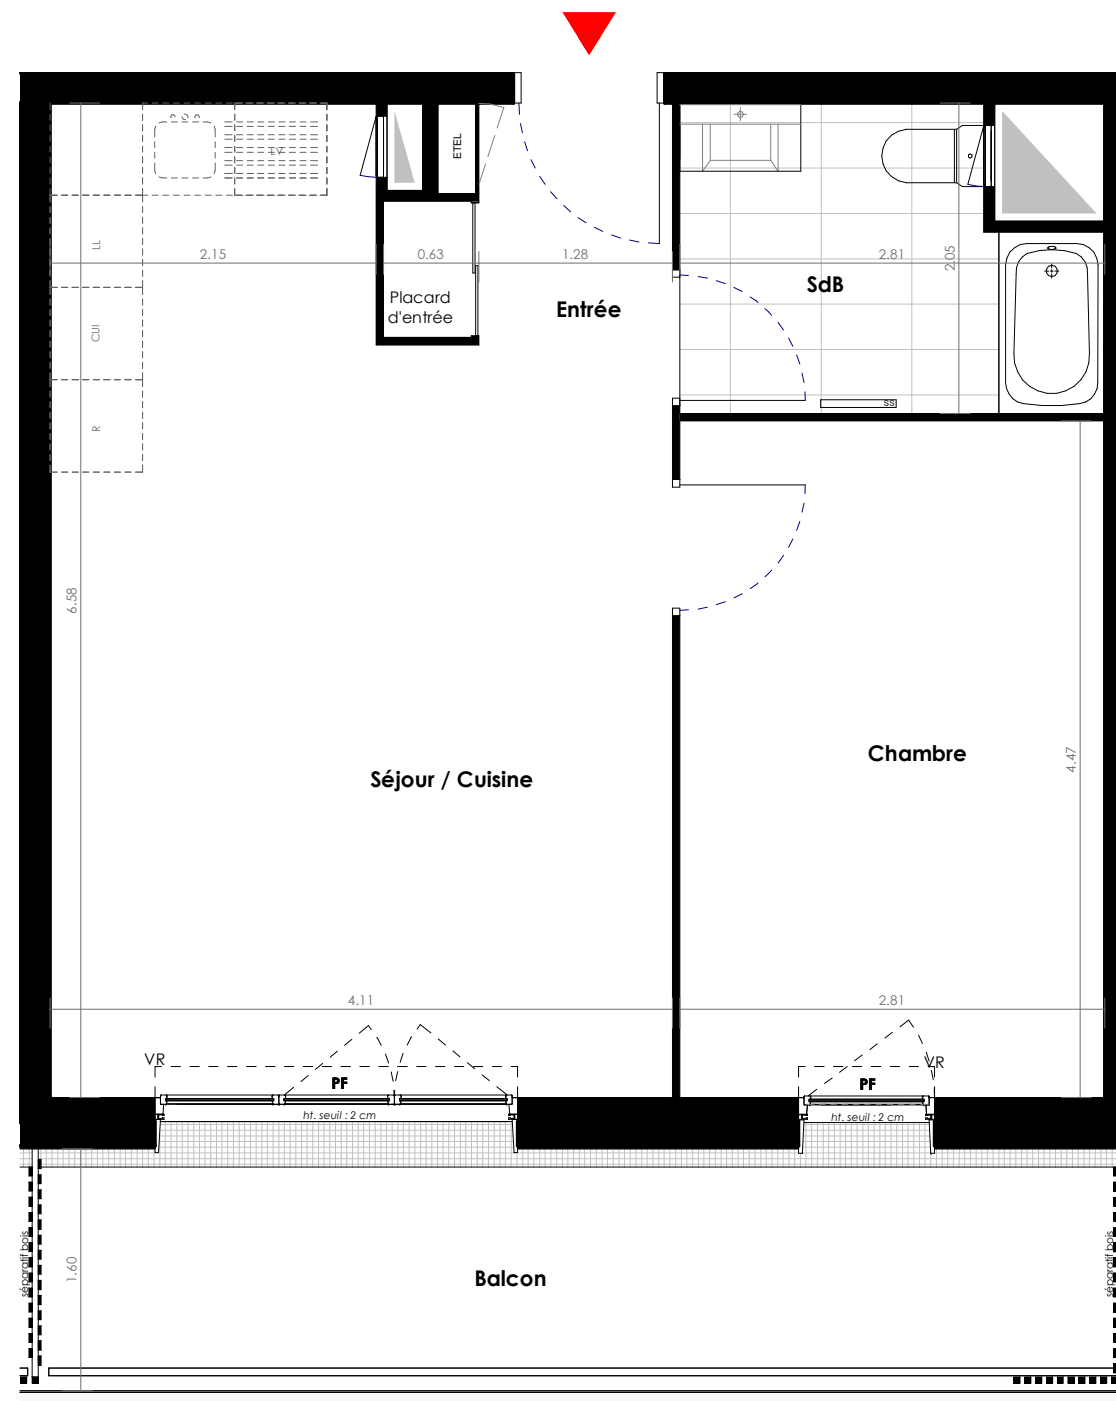 ETEL
LV
LL
2.15
0.63
1.28
2.81
2.05
SdB
Placard
d'entrée
Entrée
CUI
SS
R
6.58
Chambre
4.47
Séjour / Cuisine
4.11
2.81
VR
VR
PF
PF
ht. seuil : 2 cm
ht. seuil : 2 cm
séparatif bois
séparatif bois
1.60
Balcon